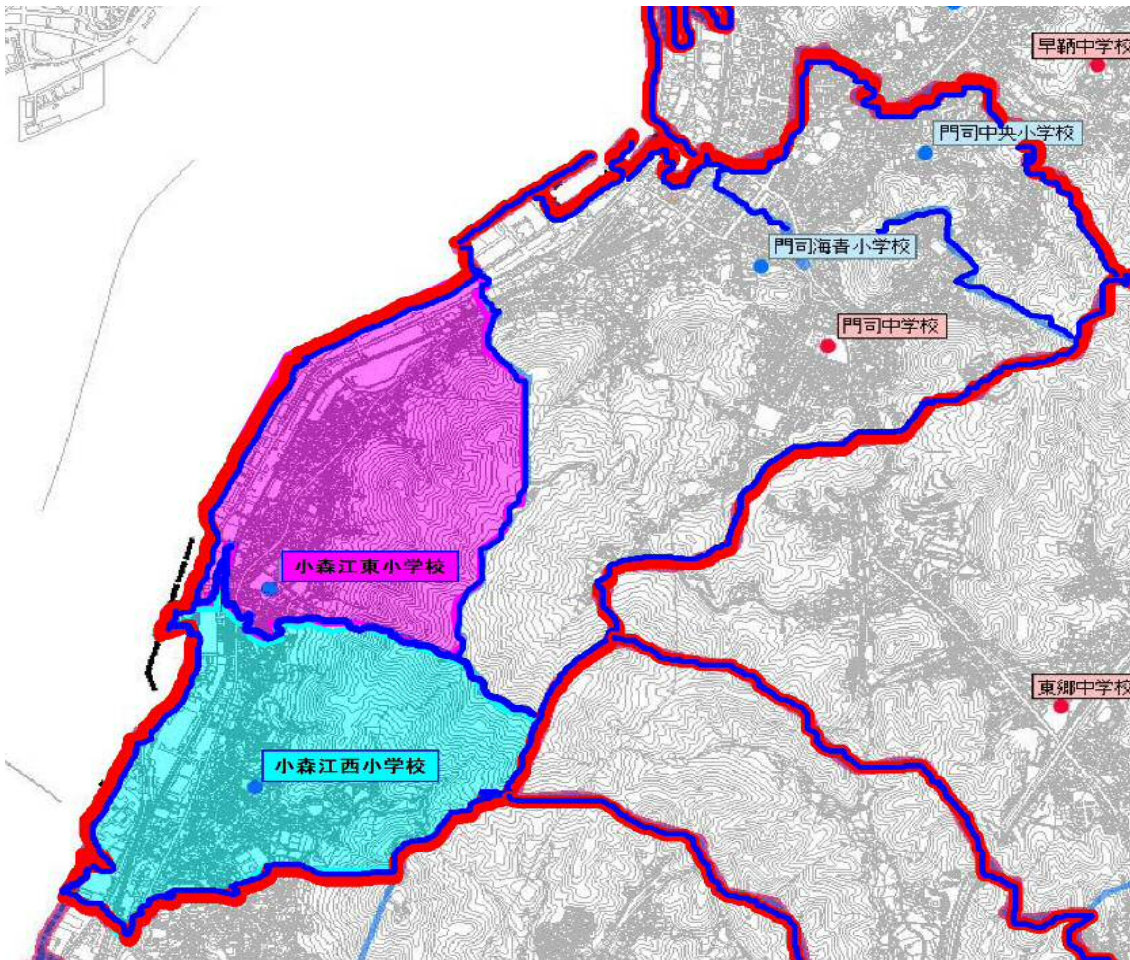 早鞆中学校
門司中央小学校
門司海青小学校
門司中学校
小森江東小学校
東郷中学校
小森江西小学校